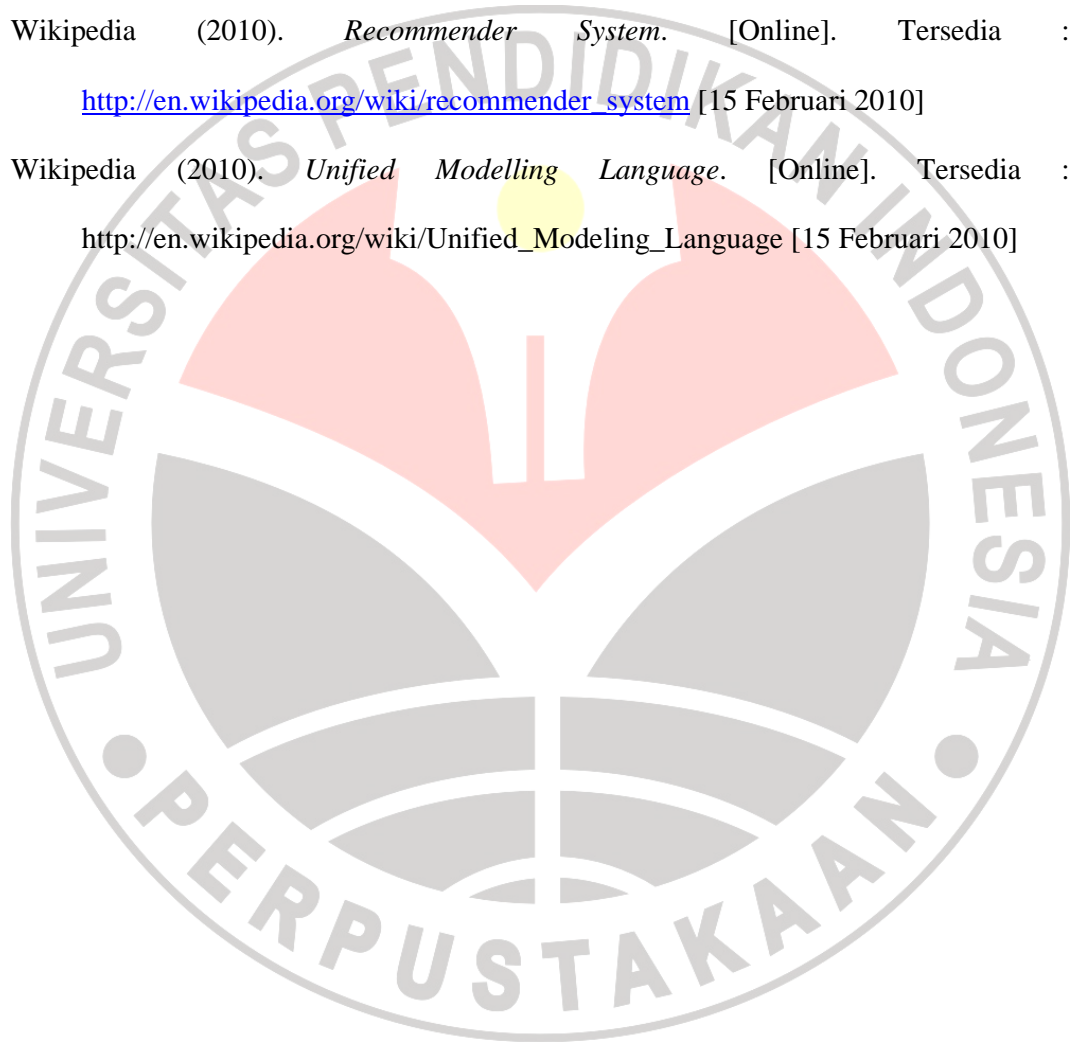 Wikipedia (2010). Recommender System. [Online]. Tersedia :
http://en.wikipedia.org/wiki/recommender_system [15 Februari 2010]
Wikipedia (2010). Unified Modelling Language. [Online]. Tersedia :
http://en.wikipedia.org/wiki/Unified_Modeling_Language [15 Februari 2010]
UNIVERSITAS PENDIDIKAN INDONESIA
PERPUSTAKAAN